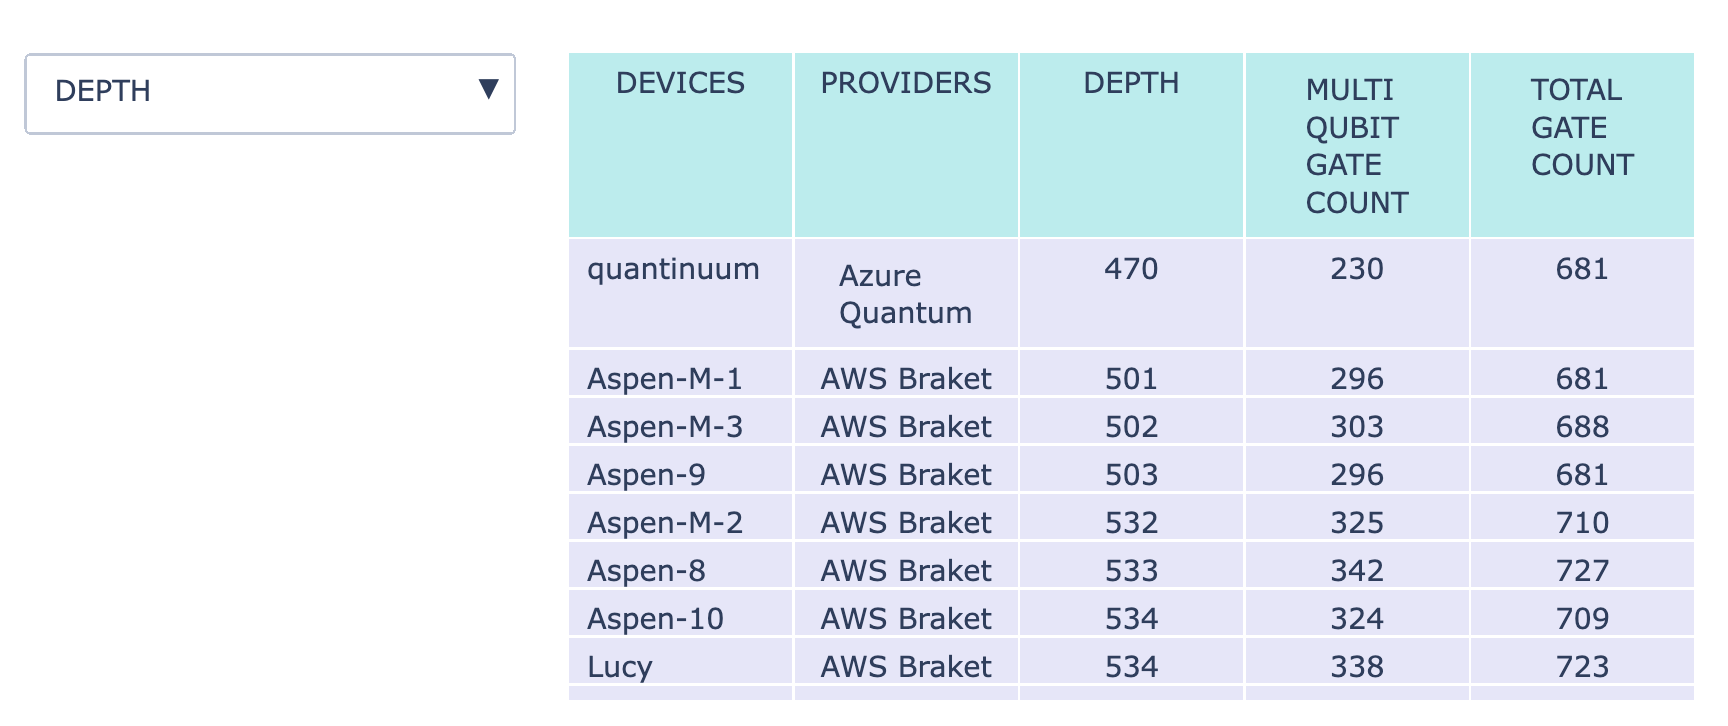 DEPTH ▼
DEVICES PROVIDERS DEPTH MULTI QUBIT GATE COUNT TOTAL GATE COUNT
quantinuum Azure Quantum 470 230 681
Aspen-M-1 AWS Braket 501 296 681
Aspen-M-3 AWS Braket 502 303 688
Aspen-9 AWS Braket 503 296 681
Aspen-M-2 AWS Braket 532 325 710
Aspen-8 AWS Braket 533 342 727
Aspen-10 AWS Braket 534 324 709
Lucy AWS Braket 534 338 723